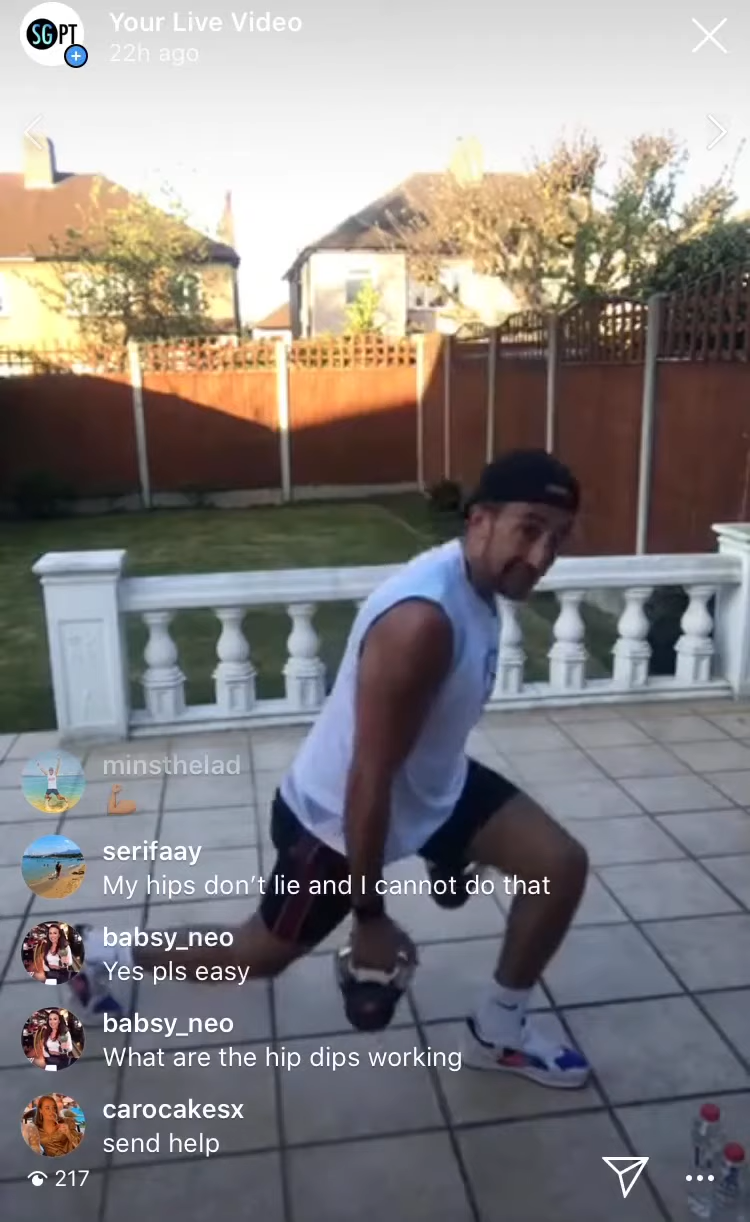 SGPT
Your Live Video
22h ago
minsthelad
serifaay
My hips don't lie and I cannot do that
babsy_neo
Yes pls easy
babsy_neo
What are the hip dips working
carocakesx
send help
217